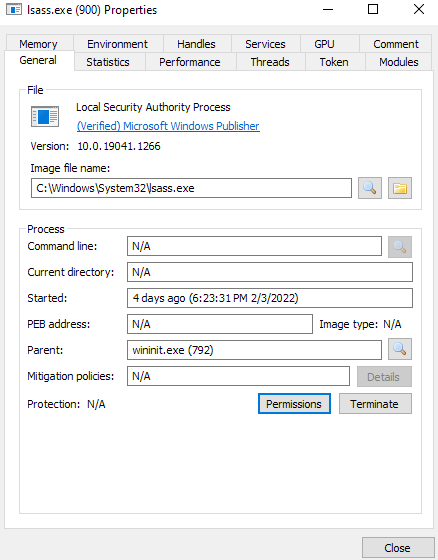 lsass.exe (900) Properties
Memory Environment Handles Services GPU Comment
General Statistics Performance Threads Token Modules
File
Local Security Authority Process
(Verified) Microsoft Windows Publisher
Version: 10.0.19041.1266
Image file name:
C:\Windows\System32\lsass.exe
Process
Command line: N/A
Current directory: N/A
Started: 4 days ago (6:23:31 PM 2/3/2022)
PEB address: N/A Image type: N/A
Parent: wininit.exe (792)
Mitigation policies: N/A Details
Protection: N/A Permissions Terminate
Close